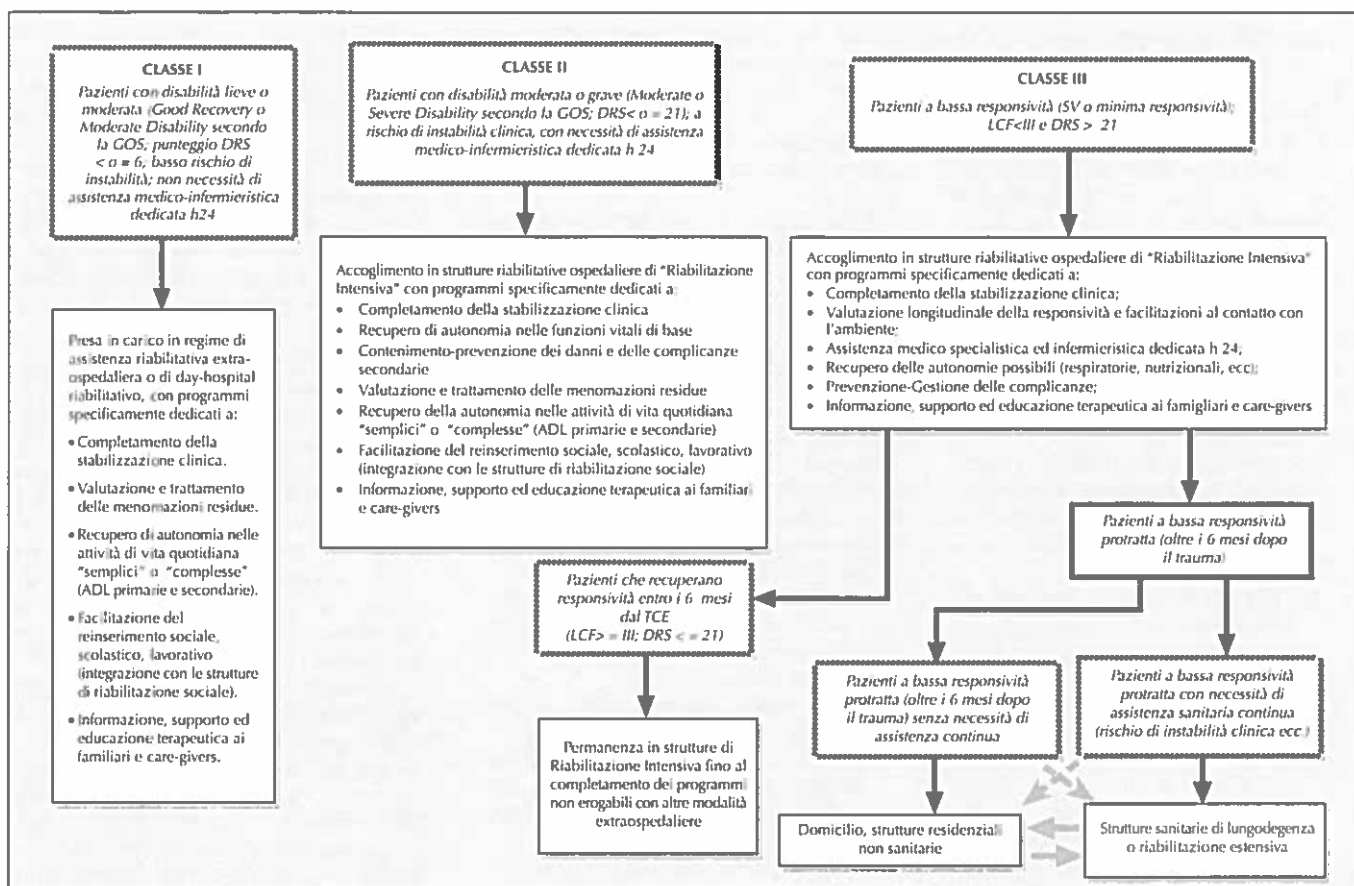 CLASSE I
Pazienti con disabilità lieve o
moderata (Good Recovery o
Moderate Disability secondo
la GOS; punteggio DRS
< o = 6; basso rischio di
instabilità; non necessità di
assistenza medico-infermieristica
dedicata h24
Presa in carico in regime di
assistenza riabilitativa extra-
ospedaliera o di day-hospital
riabilitativo, con programmi
specificamente dedicati a:
• Completamento della
stabilizzazione clinica.
• Valutazione e trattamento
delle menomazioni residue.
• Recupero di autonomia nelle
attività di vita quotidiana
"semplici" o "complesse"
(ADL primarie e secondarie).
• Facilitazione del
reinserimento sociale,
scolastico, lavorativo
(integrazione con le strutture
di riabilitazione sociale).
• Informazione, supporto ed
educazione terapeutica ai
familiari e care-givers.
CLASSE II
Pazienti con disabilità moderata o grave (Moderate o
Severe Disability secondo la GOS; DRS< o = 21); a
rischio di instabilità clinica, con necessità di assistenza
medico-infermieristica dedicata h 24
Accoglimento in strutture riabilitative ospedaliere di "Riabilitazione
Intensiva" con programmi specificamente dedicati a:
• Completamento della stabilizzazione clinica
• Recupero di autonomia nelle funzioni vitali di base
• Contenimento-prevenzione dei danni e delle complicanze
secondarie
• Valutazione e trattamento delle menomazioni residue
• Recupero della autonomia nelle attività di vita quotidiana
"semplici" o "complesse" (ADL primarie e secondarie)
• Facilitazione del reinserimento sociale, scolastico, lavorativo
(integrazione con le strutture di riabilitazione sociale)
• Informazione, supporto ed educazione terapeutica ai familiari
e care-givers
CLASSE III
Pazienti a bassa responsività (SV o minima responsività);
LCF<III e DRS > 21
Accoglimento in strutture riabilitative ospedaliere di "Riabilitazione Intensiva"
con programmi specificamente dedicati a:
• Completamento della stabilizzazione clinica;
• Valutazione longitudinale della responsività e facilitazioni al contatto con
l'ambiente;
• Assistenza medico specialistica ed infermieristica dedicata h 24;
• Recupero delle autonomie possibili (respiratorie, nutrizionali, ecc);
• Prevenzione-Gestione delle complicanze;
• Informazione, supporto ed educazione terapeutica ai famigliari e care-givers
Pazienti che recuperano
responsività entro i 6 mesi
dal TCE
(LCF> = III; DRS < = 21)
Permanenza in strutture di
Riabilitazione Intensiva fino al
completamento dei programmi
non erogabili con altre modalità
extraospedaliere
Pazienti a bassa responsività
protratta (oltre i 6 mesi dopo
il trauma)
Pazienti a bassa responsività
protratta (oltre i 6 mesi dopo
il trauma) senza necessità di
assistenza continua
Pazienti a bassa responsività
protratta con necessità di
assistenza sanitaria continua
(rischio di instabilità clinica ecc.)
Domicilio, strutture residenziali
non sanitarie
Strutture sanitarie di lungodegenza
o riabilitazione estensiva